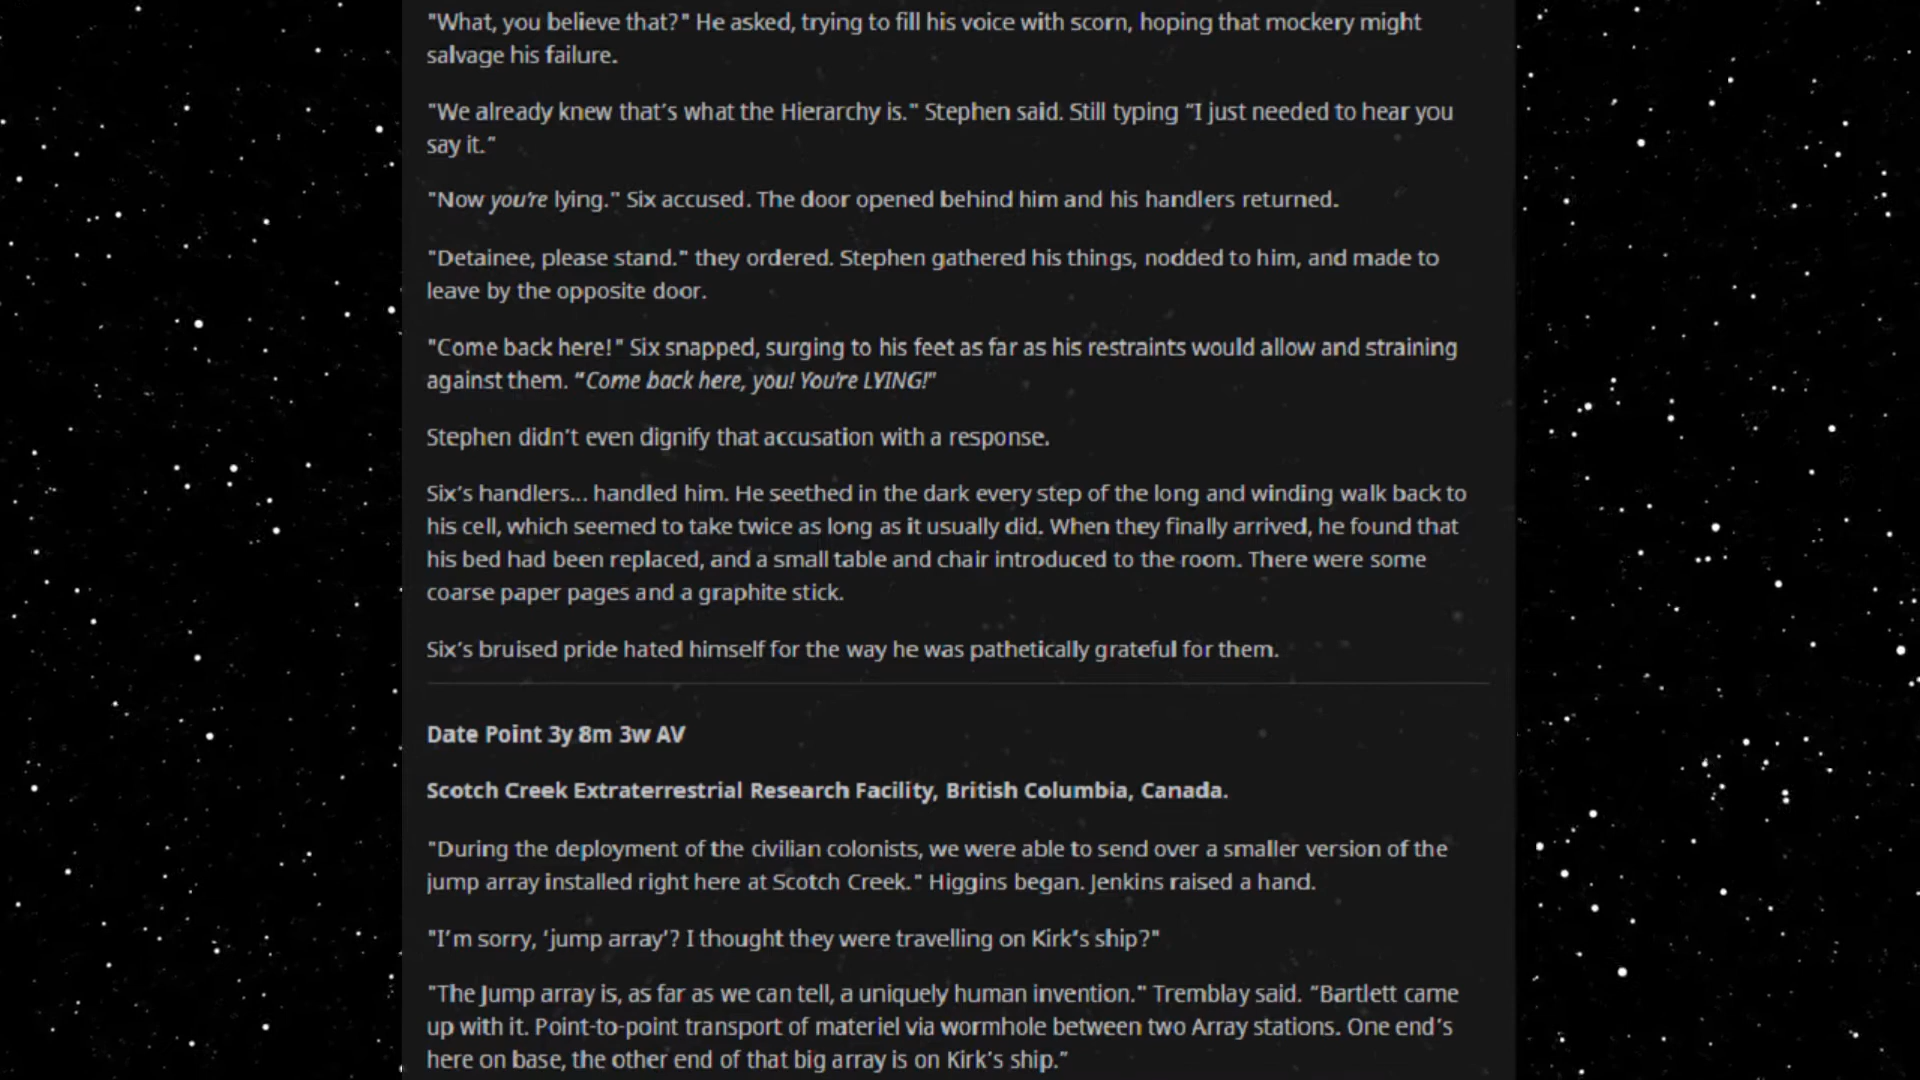 "What, you believe that?" He asked, trying to fill his voice with scorn, hoping that mockery might
salvage his failure.
"We already knew that’s what the Hierarchy is." Stephen said. Still typing “I just needed to hear you
say it.”
"Now you’re lying." Six accused. The door opened behind him and his handlers returned.
"Detainee, please stand." they ordered. Stephen gathered his things, nodded to him, and made to
leave by the opposite door.
"Come back here!" Six snapped, surging to his feet as far as his restraints would allow and straining
against them. “Come back here, you! You’re LYING!”
Stephen didn’t even dignify that accusation with a response.
Six’s handlers... handled him. He seethed in the dark every step of the long and winding walk back to
his cell, which seemed to take twice as long as it usually did. When they finally arrived, he found that
his bed had been replaced, and a small table and chair introduced to the room. There were some
coarse paper pages and a graphite stick.
Six’s bruised pride hated himself for the way he was pathetically grateful for them.
Date Point 3y 8m 3w AV
Scotch Creek Extraterrestrial Research Facility, British Columbia, Canada.
"During the deployment of the civilian colonists, we were able to send over a smaller version of the
jump array installed right here at Scotch Creek." Higgins began. Jenkins raised a hand.
"I’m sorry, ‘jump array’? I thought they were travelling on Kirk’s ship?"
"The Jump array is, as far as we can tell, a uniquely human invention." Tremblay said. “Bartlett came
up with it. Point-to-point transport of materiel via wormhole between two Array stations. One end’s
here on base, the other end of that big array is on Kirk’s ship.”